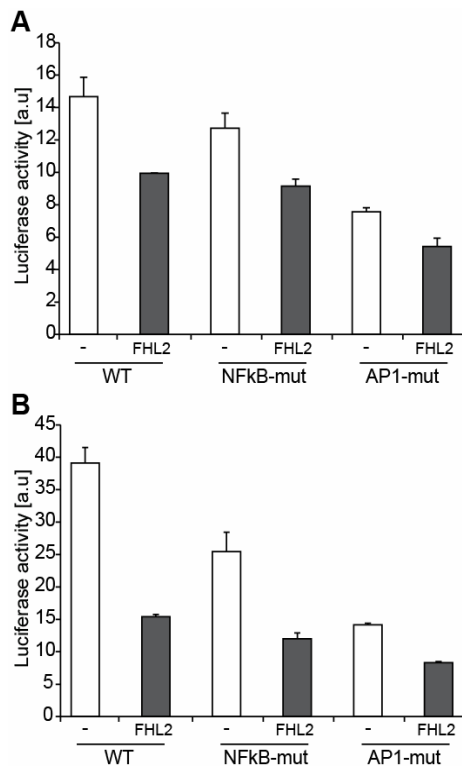 A
Luciferase activity [a.u]
18
16
14
12
10
8
6
4
2
0
- FHL2 - FHL2 - FHL2
WT NFkB-mut AP1-mut
B
Luciferase activity [a.u]
45
40
35
30
25
20
15
10
5
0
- FHL2 - FHL2 - FHL2
WT NFkB-mut AP1-mut